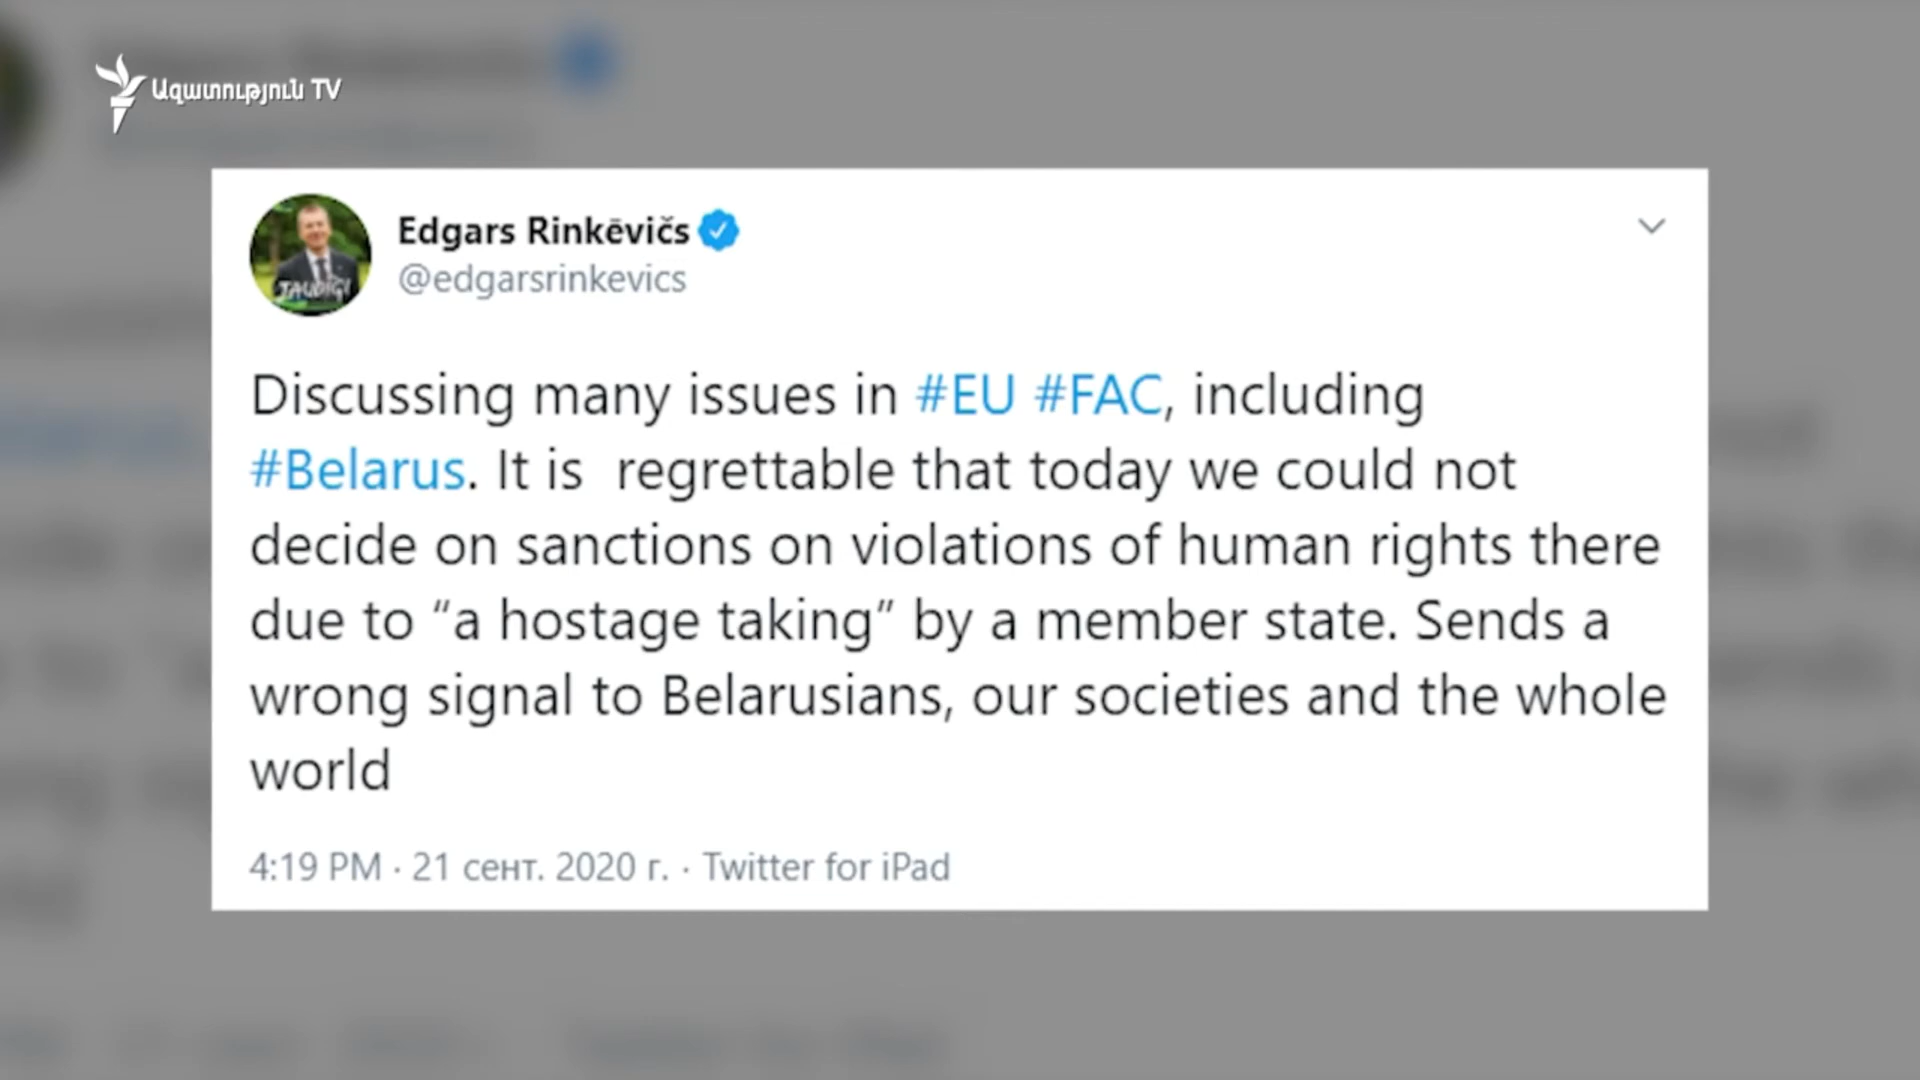 Ազատություն TV
Edgars Rinkēvičs
@edgarsrinkevics
Discussing many issues in #EU #FAC, including
#Belarus. It is  regrettable that today we could not
decide on sanctions on violations of human rights there
due to “a hostage taking” by a member state. Sends a
wrong signal to Belarusians, our societies and the whole
world
4:19 PM · 21 сент. 2020 г. · Twitter for iPad